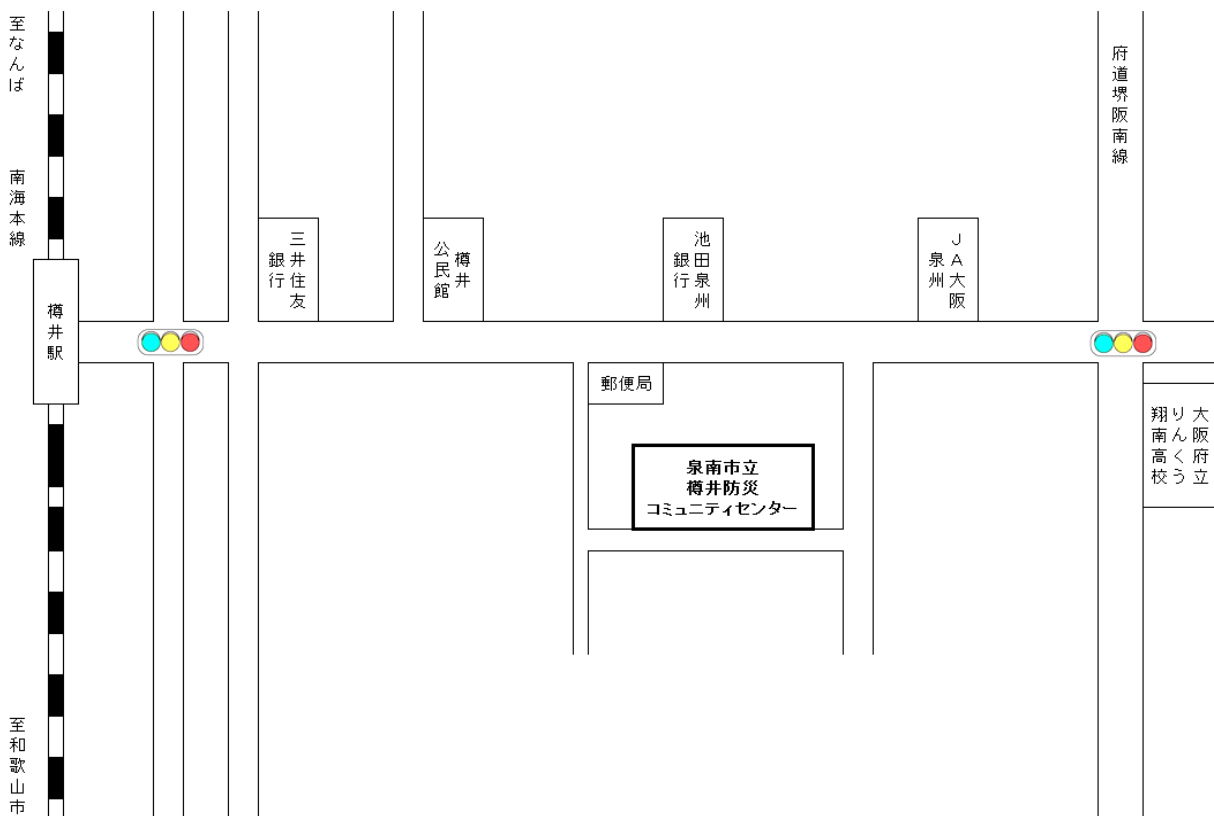 至なんば
南海本線
樽井駅
至和歌山市
三井住友
銀行
樽井
公民館
池田泉州
銀行
JA大阪
泉州
府道堺阪南線
郵便局
泉南市立
樽井防災
コミュニティセンター
大阪府立
りんくう
翔南高校